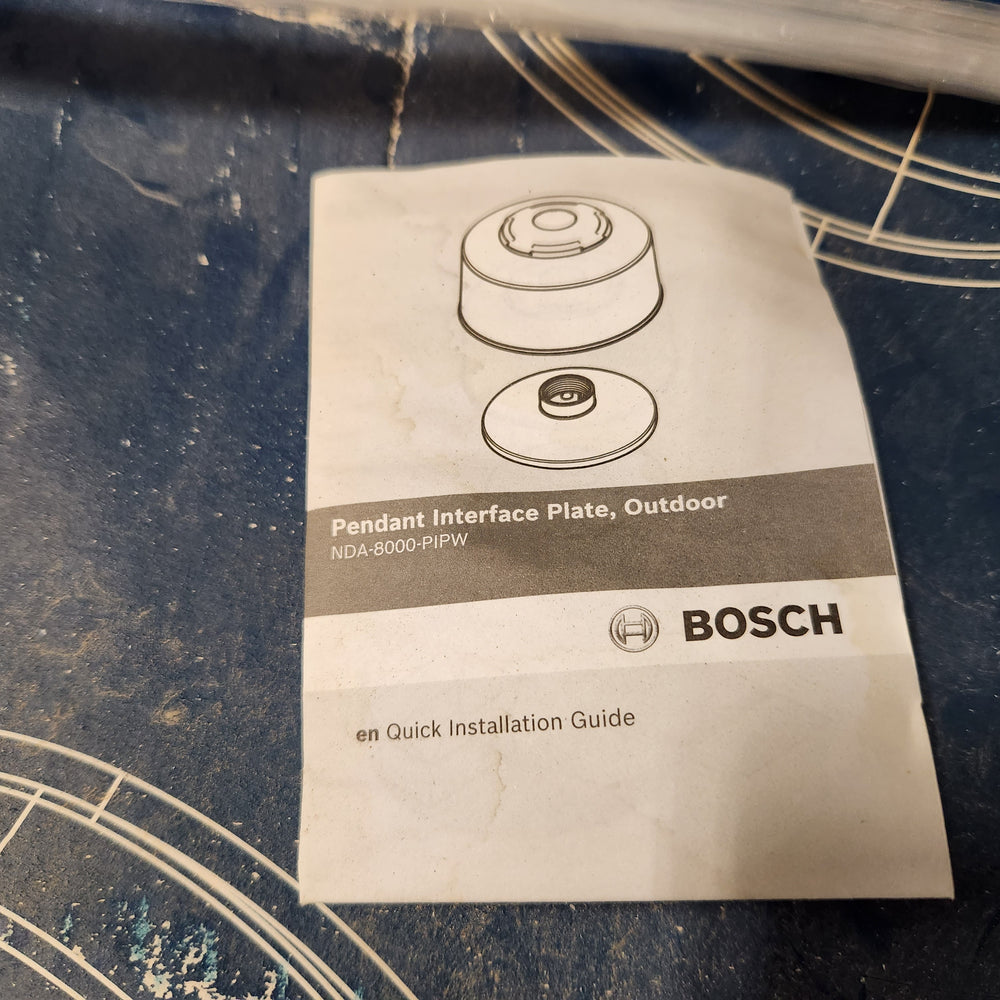 Pendant Interface Plate, Outdoor
NDA-8000-PIPW
BOSCH
en Quick Installation Guide